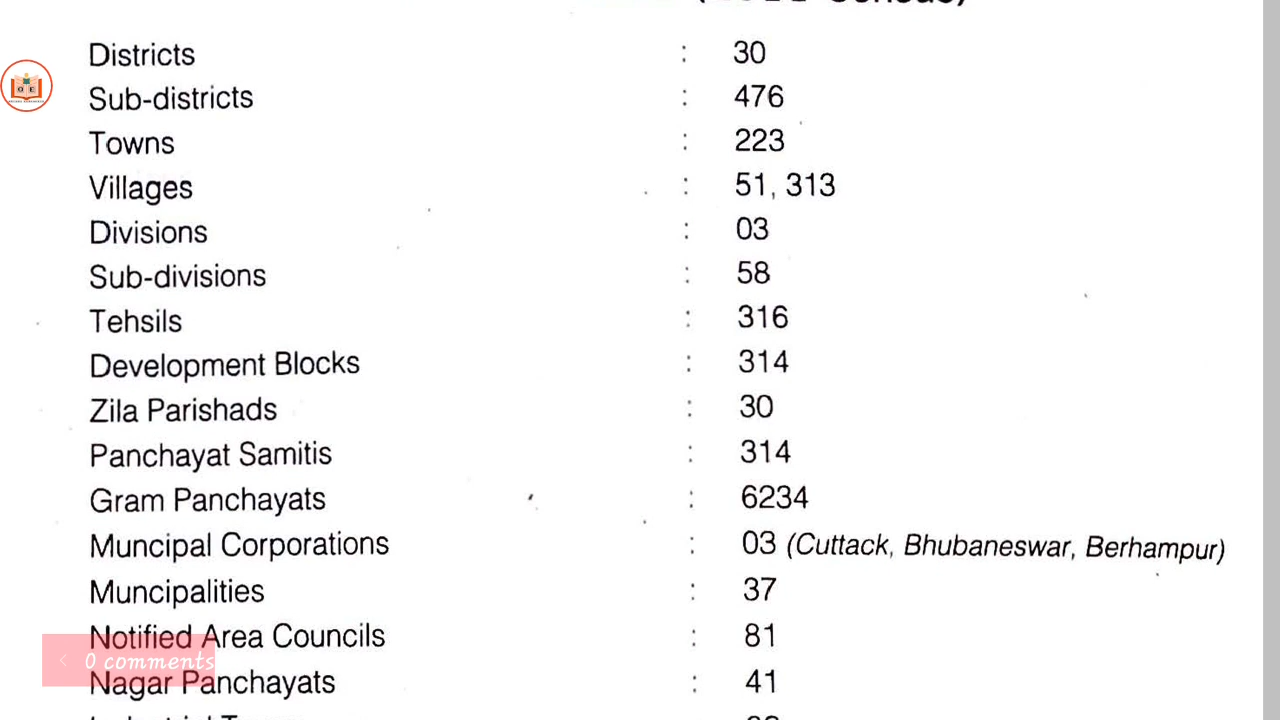 Districts : 30
Sub-districts : 476
Towns : 223
Villages : 51, 313
Divisions : 03
Sub-divisions : 58
Tehsils : 316
Development Blocks : 314
Zila Parishads : 30
Panchayat Samitis : 314
Gram Panchayats : 6234
Muncipal Corporations : 03 (Cuttack, Bhubaneswar, Berhampur)
Muncipalities : 37
Notified Area Councils : 81
0 comments
Nagar Panchayats : 41